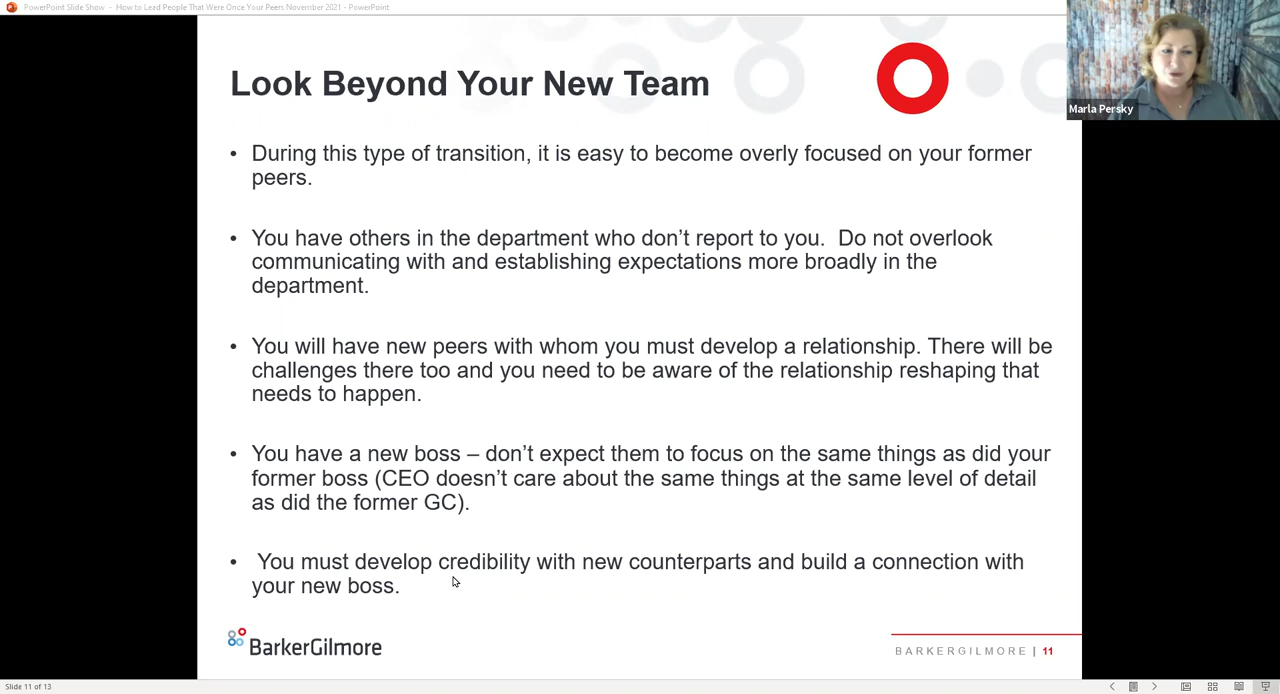 PowerPoint Slide Show - How to Lead People That Were Once Your Peers November 2021 - PowerPoint
Look Beyond Your New Team
Marla Persky
• During this type of transition, it is easy to become overly focused on your former
peers.
• You have others in the department who don’t report to you.  Do not overlook
communicating with and establishing expectations more broadly in the
department.
• You will have new peers with whom you must develop a relationship. There will be
challenges there too and you need to be aware of the relationship reshaping that
needs to happen.
• You have a new boss – don’t expect them to focus on the same things as did your
former boss (CEO doesn’t care about the same things at the same level of detail
as did the former GC).
• You must develop credibility with new counterparts and build a connection with
your new boss.
BarkerGilmore
BARKERGILMORE | 11
Slide 11 of 13